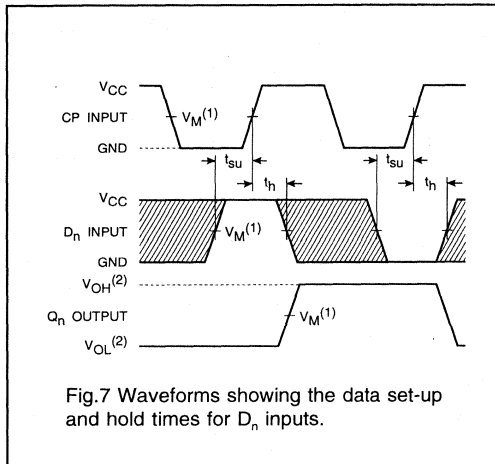 VCC
CP INPUT VM(1)
GND
tsu tsu
th th
VCC
Dn INPUT VM(1)
GND
VOH(2)
Qn OUTPUT VM(1)
VOL(2)
Fig.7 Waveforms showing the data set-up
and hold times for Dn inputs.